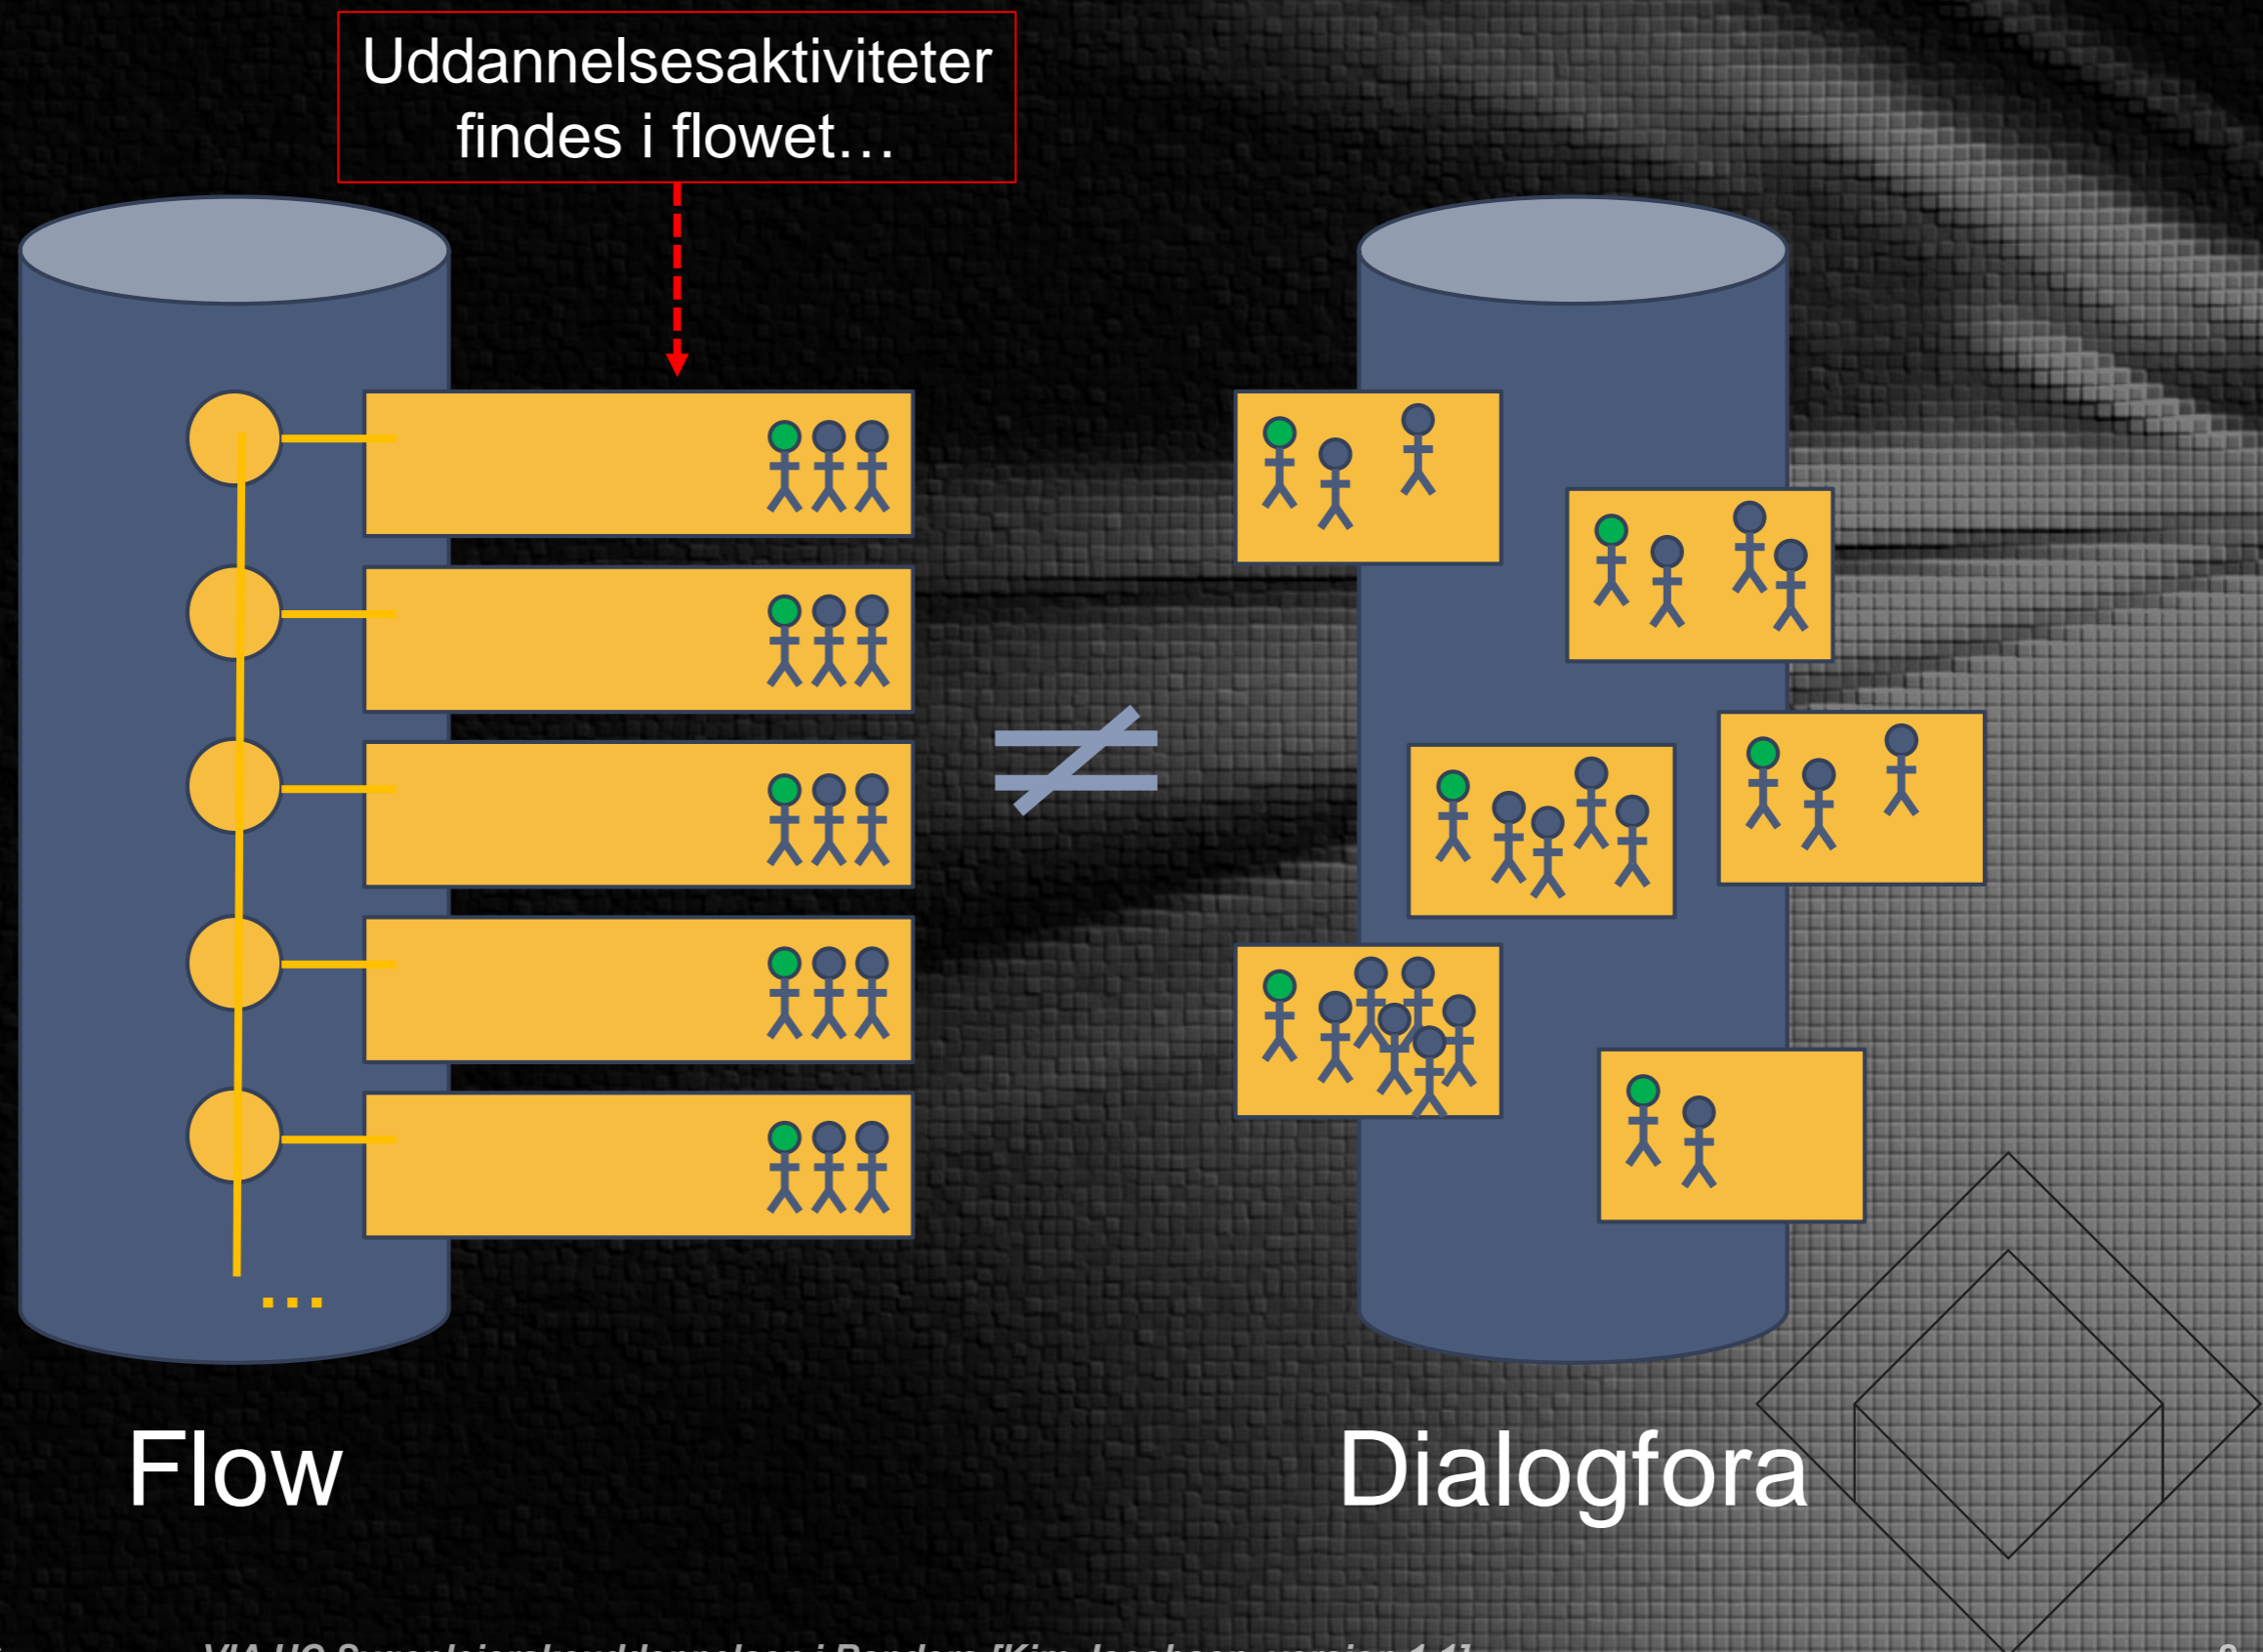 Uddannelsesaktiviteter
findes i flowet…
...
Flow
Dialogfora